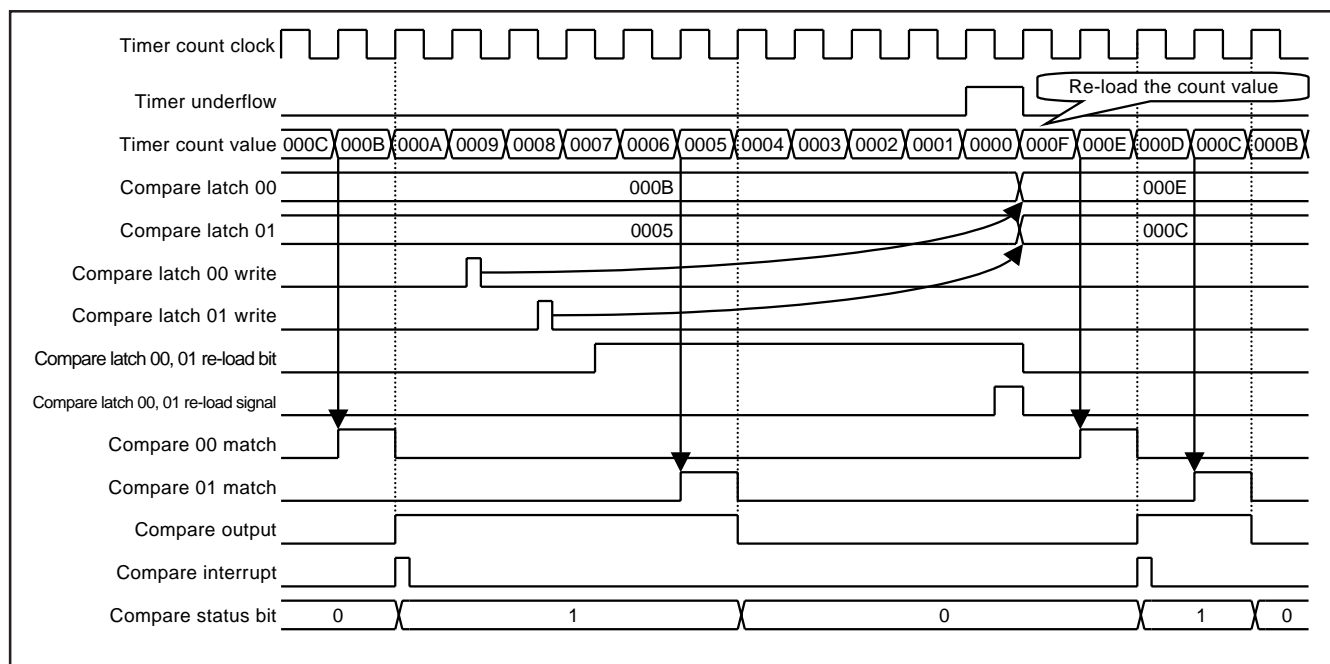 Timer count clock
Timer underflow
Re-load the count value
Timer count value 000C 000B 000A 0009 0008 0007 0006 0005 0004 0003 0002 0001 0000 000F 000E 000D 000C 000B
Compare latch 00 000B 000E
Compare latch 01 0005 000C
Compare latch 00 write
Compare latch 01 write
Compare latch 00, 01 re-load bit
Compare latch 00, 01 re-load signal
Compare 00 match
Compare 01 match
Compare output
Compare interrupt
Compare status bit 0 1 0 1 0